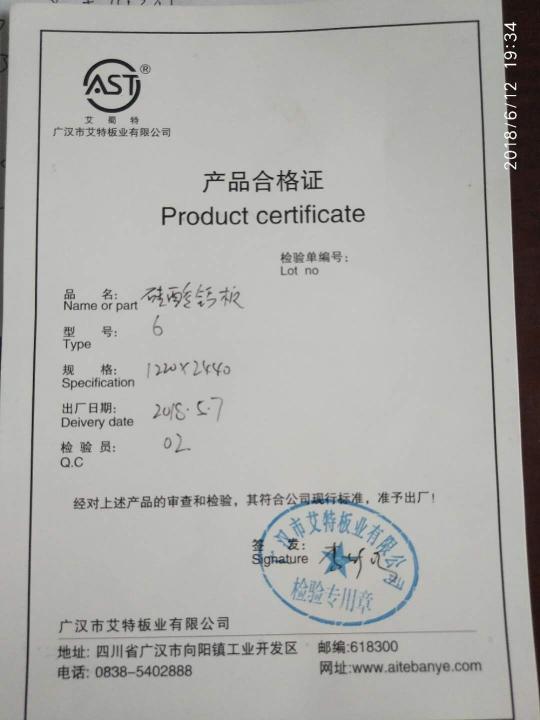 2018/6/12 19:34
AST®
艾蜀特
广汉市艾特板业有限公司
产品合格证
Product certificate
检验单编号:
Lot no
品 名: 硅酸钙板
Name or part
型 号: 6
Type
规 格: 1220×2440
Specification
出厂日期: 2018.5.7
Deivery date
检 验 员: 02
Q.C
经对上述产品的审查和检验，其符合公司现行标准，准予出厂!
签 发:
Signature
广汉市艾特板业有限公司
检验专用章
广汉市艾特板业有限公司
地址: 四川省广汉市向阳镇工业开发区 邮编:618300
电话: 0838-5402888 网址:www.aitebanye.com